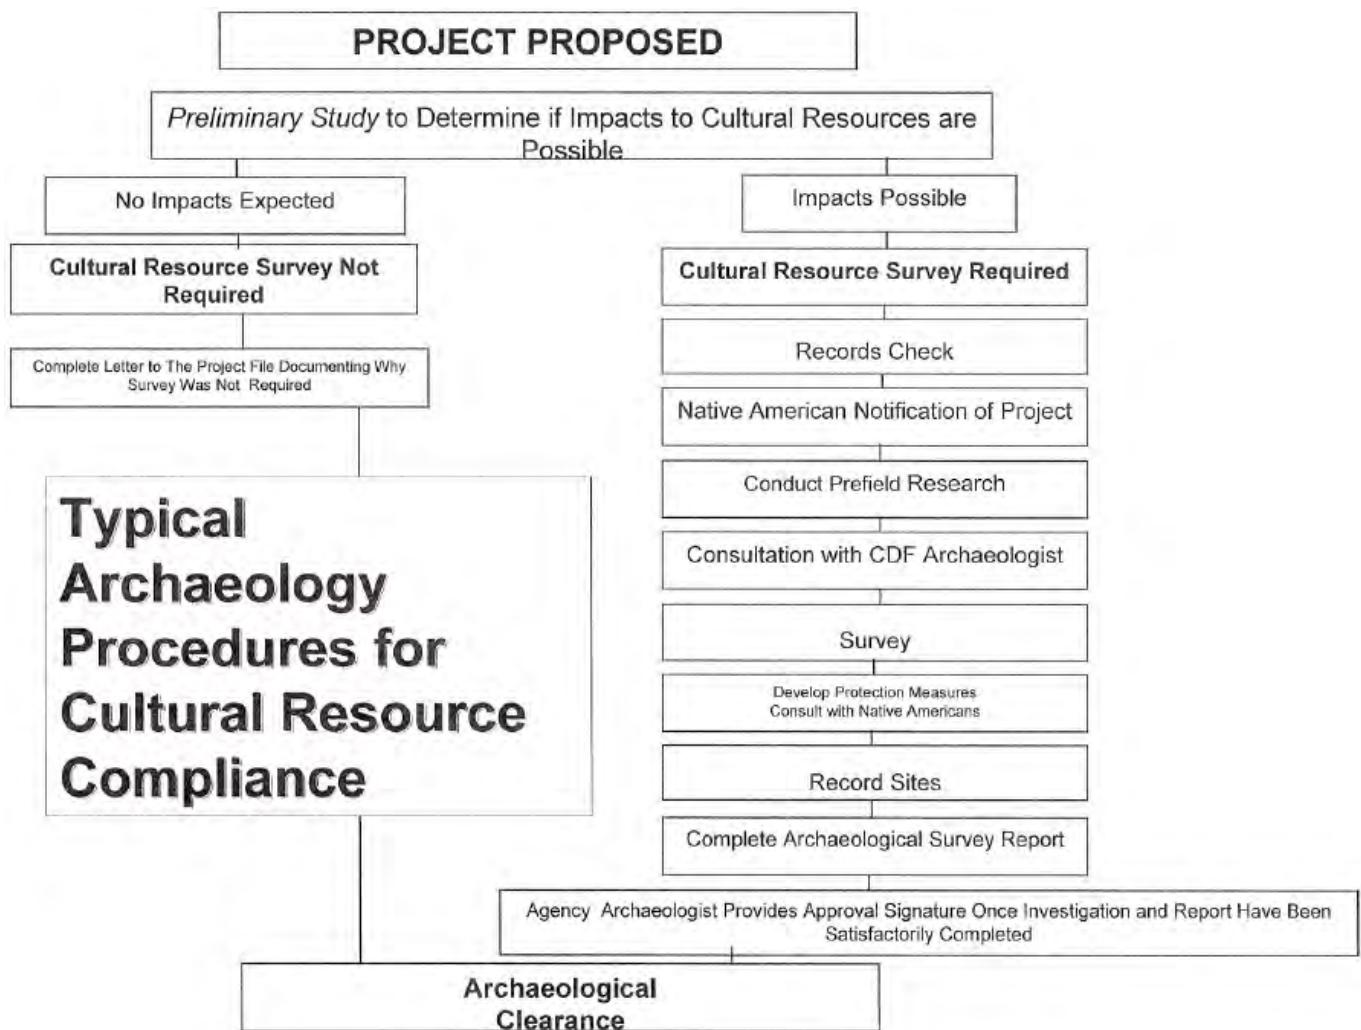 PROJECT PROPOSED
Preliminary Study to Determine if Impacts to Cultural Resources are
Possible
No Impacts Expected
Cultural Resource Survey Not
Required
Complete Letter to The Project File Documenting Why
Survey Was Not Required
Typical
Archaeology
Procedures for
Cultural Resource
Compliance
Impacts Possible
Cultural Resource Survey Required
Records Check
Native American Notification of Project
Conduct Prefield Research
Consultation with CDF Archaeologist
Survey
Develop Protection Measures
Consult with Native Americans
Record Sites
Complete Archaeological Survey Report
Agency Archaeologist Provides Approval Signature Once Investigation and Report Have Been
Satisfactorily Completed
Archaeological
Clearance